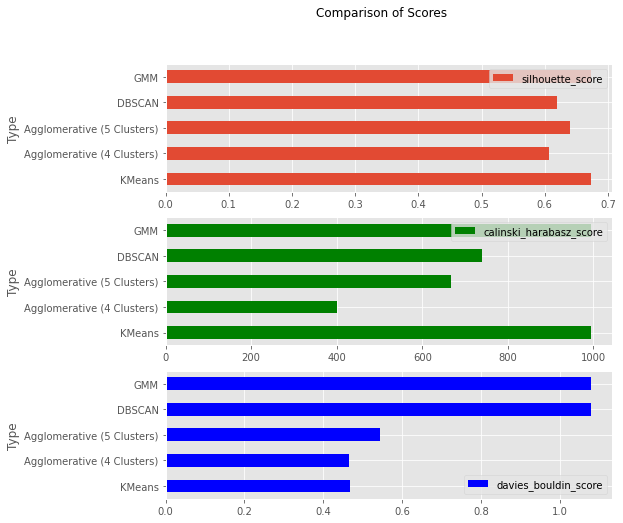 Comparison of Scores
Type
GMM
DBSCAN
Agglomerative (5 Clusters)
Agglomerative (4 Clusters)
KMeans
silhouette_score
0.0 0.1 0.2 0.3 0.4 0.5 0.6 0.7
Type
GMM
DBSCAN
Agglomerative (5 Clusters)
Agglomerative (4 Clusters)
KMeans
calinski_harabasz_score
0 200 400 600 800 1000
Type
GMM
DBSCAN
Agglomerative (5 Clusters)
Agglomerative (4 Clusters)
KMeans
davies_bouldin_score
0.0 0.2 0.4 0.6 0.8 1.0